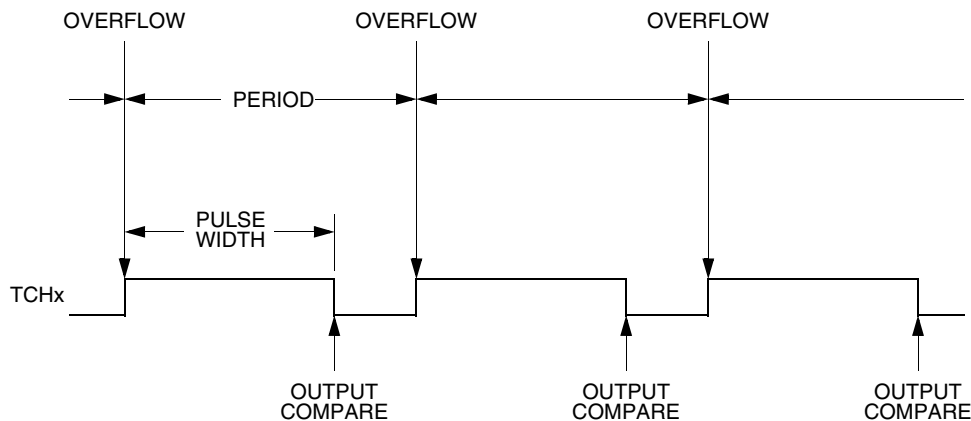 OVERFLOW
OVERFLOW
OVERFLOW
PERIOD
PULSE
WIDTH
TCHx
OUTPUT
COMPARE
OUTPUT
COMPARE
OUTPUT
COMPARE